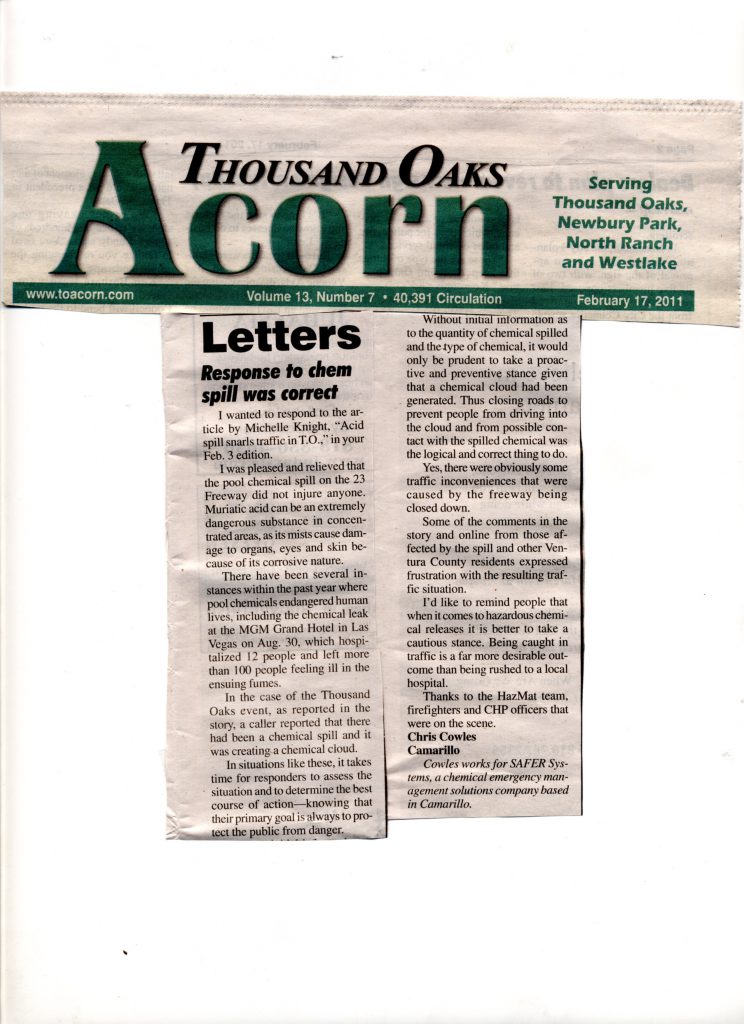 THOUSAND OAKS
Acorn
Serving
Thousand Oaks,
Newbury Park,
North Ranch
and Westlake
www.toacorn.com
Volume 13, Number 7 • 40,391 Circulation
February 17, 2011
Letters
Response to chem
spill was correct
I wanted to respond to the ar-
ticle by Michelle Knight, “Acid
spill snarls traffic in T.O.,” in your
Feb. 3 edition.
I was pleased and relieved that
the pool chemical spill on the 23
Freeway did not injure anyone.
Muriatic acid can be an extremely
dangerous substance in concen-
trated areas, as its mists cause dam-
age to organs, eyes and skin be-
cause of its corrosive nature.
There have been several in-
stances within the past year where
pool chemicals endangered human
lives, including the chemical leak
at the MGM Grand Hotel in Las
Vegas on Aug. 30, which hospi-
talized 12 people and left more
than 100 people feeling ill in the
ensuing fumes.
In the case of the Thousand
Oaks event, as reported in the
story, a caller reported that there
had been a chemical spill and it
was creating a chemical cloud.
In situations like these, it takes
time for responders to assess the
situation and to determine the best
course of action—knowing that
their primary goal is always to pro-
tect the public from danger.
Without initial information as
to the quantity of chemical spilled
and the type of chemical, it would
only be prudent to take a proac-
tive and preventive stance given
that a chemical cloud had been
generated. Thus closing roads to
prevent people from driving into
the cloud and from possible con-
tact with the spilled chemical was
the logical and correct thing to do.
Yes, there were obviously some
traffic inconveniences that were
caused by the freeway being
closed down.
Some of the comments in the
story and online from those af-
fected by the spill and other Ven-
tura County residents expressed
frustration with the resulting traf-
fic situation.
I’d like to remind people that
when it comes to hazardous chemi-
cal releases it is better to take a
cautious stance. Being caught in
traffic is a far more desirable out-
come than being rushed to a local
hospital.
Thanks to the HazMat team,
firefighters and CHP officers that
were on the scene.
Chris Cowles
Camarillo
Cowles works for SAFER Sys-
tems, a chemical emergency man-
agement solutions company based
in Camarillo.